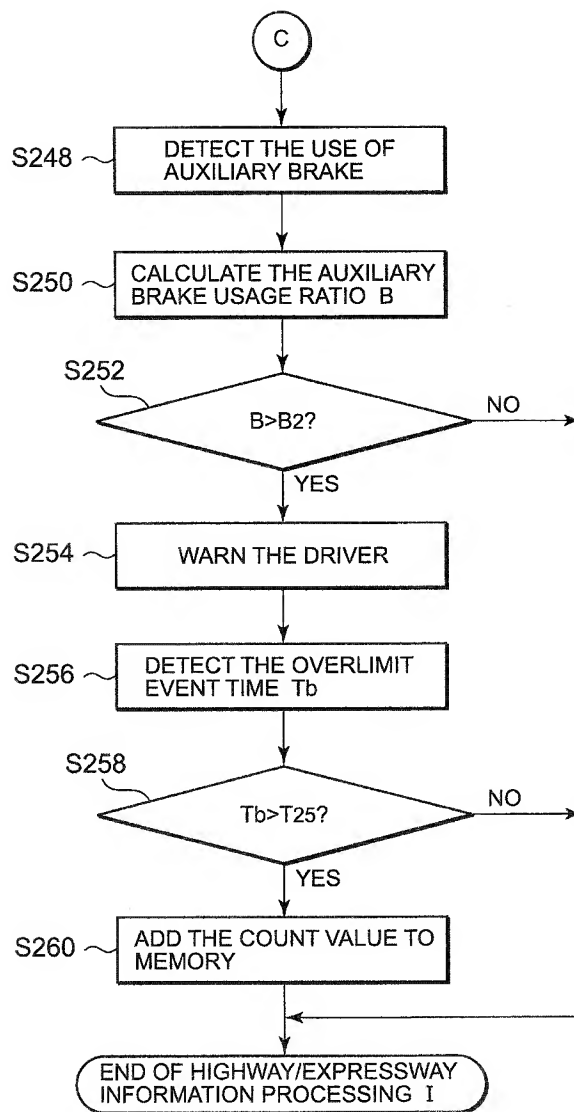 C
S248
DETECT THE USE OF
AUXILIARY BRAKE
S250
CALCULATE THE AUXILIARY
BRAKE USAGE RATIO B
S252
B>B2?
NO
YES
S254
WARN THE DRIVER
S256
DETECT THE OVERLIMIT
EVENT TIME Tb
S258
Tb>T25?
NO
YES
S260
ADD THE COUNT VALUE TO
MEMORY
END OF HIGHWAY/EXPRESSWAY
INFORMATION PROCESSING I